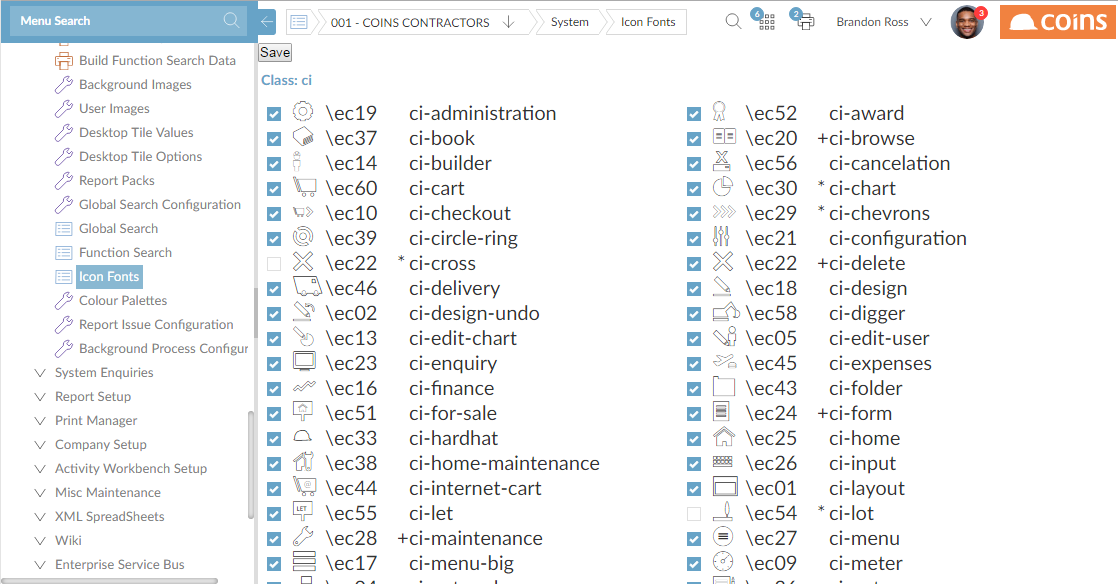 Menu Search
001 - COINS CONTRACTORS
System
Icon Fonts
6
2
Brandon Ross
3
coins
Build Function Search Data
Background Images
User Images
Desktop Tile Values
Desktop Tile Options
Report Packs
Global Search Configuration
Global Search
Function Search
Icon Fonts
Colour Palettes
Report Issue Configuration
Background Process Configur
System Enquiries
Report Setup
Print Manager
Company Setup
Activity Workbench Setup
Misc Maintenance
XML SpreadSheets
Wiki
Enterprise Service Bus
Save
Class: ci
\ec19 ci-administration
\ec37 ci-book
\ec14 ci-builder
\ec60 ci-cart
\ec10 ci-checkout
\ec39 ci-circle-ring
\ec22 *ci-cross
\ec46 ci-delivery
\ec02 ci-design-undo
\ec13 ci-edit-chart
\ec23 ci-enquiry
\ec16 ci-finance
\ec51 ci-for-sale
\ec33 ci-hardhat
\ec38 ci-home-maintenance
\ec44 ci-internet-cart
LET \ec55 ci-let
\ec28 +ci-maintenance
\ec17 ci-menu-big
\ec52 ci-award
\ec20 +ci-browse
\ec56 ci-cancelation
\ec30 *ci-chart
\ec29 *ci-chevrons
\ec21 ci-configuration
\ec22 +ci-delete
\ec18 ci-design
\ec58 ci-digger
\ec05 ci-edit-user
\ec45 ci-expenses
\ec43 ci-folder
\ec24 +ci-form
\ec25 ci-home
\ec26 ci-input
\ec01 ci-layout
\ec54 *ci-lot
\ec27 ci-menu
\ec09 ci-meter